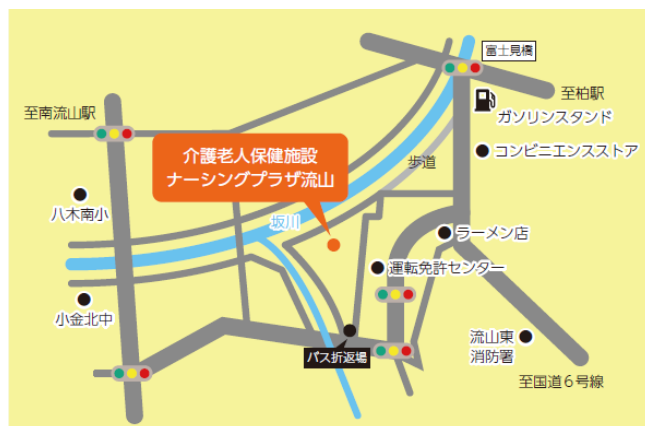 富士見橋
至柏駅
ガソリンスタンド
至南流山駅
コンビニエンスストア
介護老人保健施設
ナーシングプラザ流山
歩道
八木南小
坂川
ラーメン店
運転免許センター
小金北中
流山東
消防署
バス折返場
至国道6号線